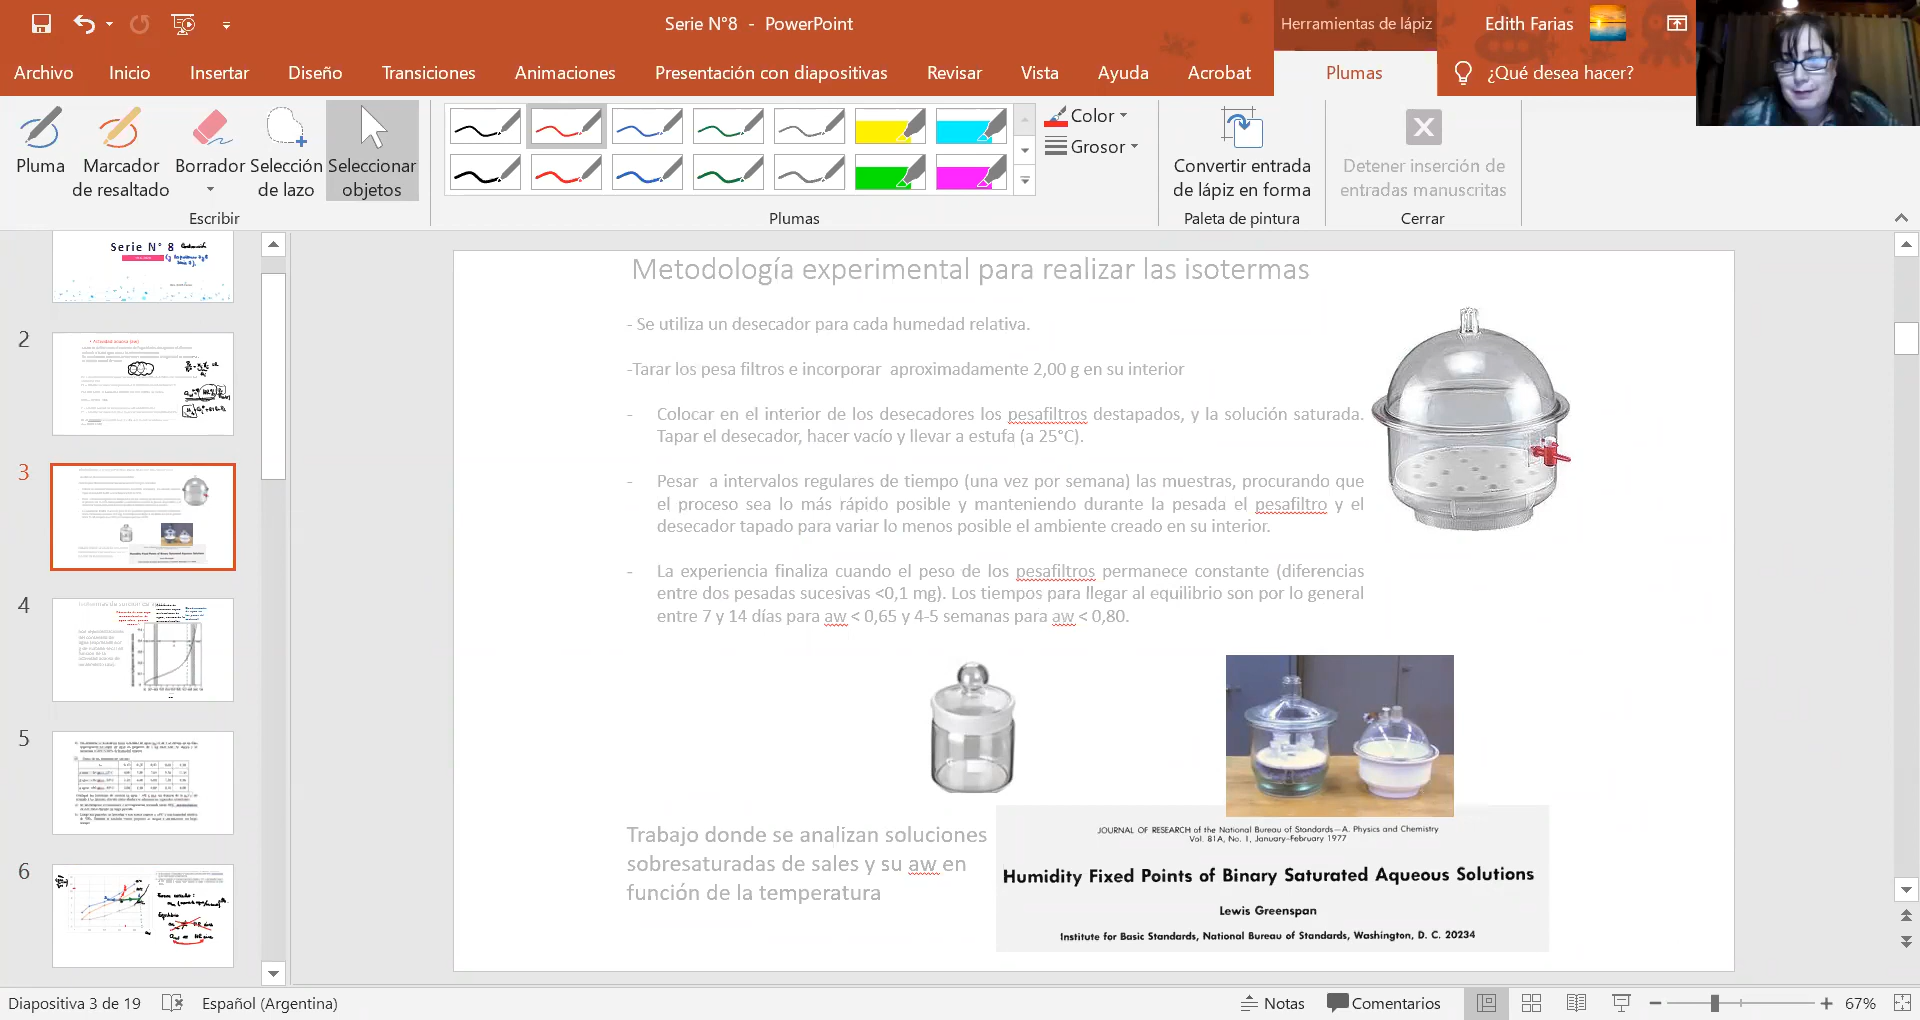 Serie N°8 - PowerPoint
Herramientas de lápiz
Edith Farias
Archivo
Inicio
Insertar
Diseño
Transiciones
Animaciones
Presentación con diapositivas
Revisar
Vista
Ayuda
Acrobat
Plumas
¿Qué desea hacer?
Pluma
Marcador de resaltado
Borrador
Selección de lazo
Seleccionar objetos
Color
Grosor
Convertir entrada de lápiz en forma
Detener inserción de entradas manuscritas
Escribir
Plumas
Paleta de pintura
Cerrar
Serie N° 8
2
3
4
5
6
Metodología experimental para realizar las isotermas
- Se utiliza un desecador para cada humedad relativa.
-Tarar los pesa filtros e incorporar aproximadamente 2,00 g en su interior
- Colocar en el interior de los desecadores los pesafiltros destapados, y la solución saturada.
Tapar el desecador, hacer vacío y llevar a estufa (a 25°C).
- Pesar a intervalos regulares de tiempo (una vez por semana) las muestras, procurando que
el proceso sea lo más rápido posible y manteniendo durante la pesada el pesafiltro y el
desecador tapado para variar lo menos posible el ambiente creado en su interior.
- La experiencia finaliza cuando el peso de los pesafiltros permanece constante (diferencias
entre dos pesadas sucesivas <0,1 mg). Los tiempos para llegar al equilibrio son por lo general
entre 7 y 14 días para aw < 0,65 y 4-5 semanas para aw < 0,80.
Trabajo donde se analizan soluciones
sobresaturadas de sales y su aw en
función de la temperatura
JOURNAL OF RESEARCH of the National Bureau of Standards—A. Physics and Chemistry
Vol. 81A, No. 1, January-February 1977
Humidity Fixed Points of Binary Saturated Aqueous Solutions
Lewis Greenspan
Institute for Basic Standards, National Bureau of Standards, Washington, D. C. 20234
Diapositiva 3 de 19
Español (Argentina)
Notas
Comentarios
67%